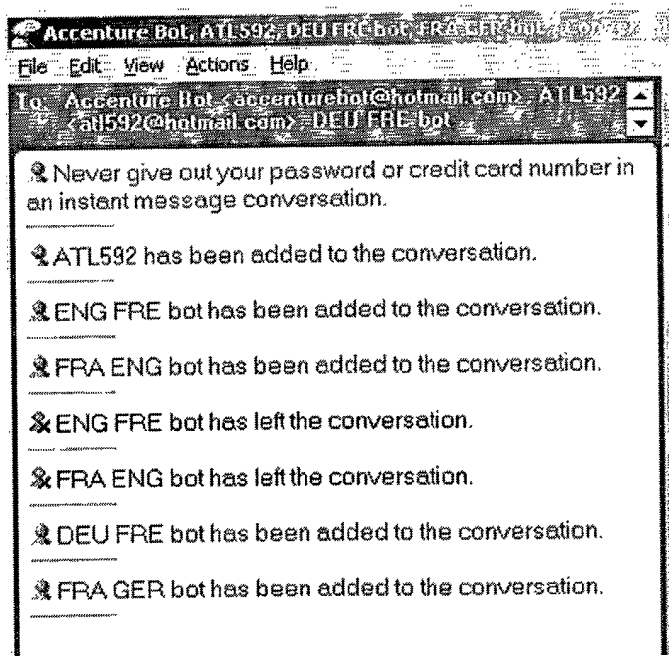 Accenture Bot, ATL592, DEU FRE bot, FRA GER bot -
File Edit View Actions Help
To: Accenture Bot <accenturebot@hotmail.com>, ATL592
<atl592@hotmail.com>, DEU FRE bot
Never give out your password or credit card number in
an instant message conversation.
ATL592 has been added to the conversation.
ENG FRE bot has been added to the conversation.
FRA ENG bot has been added to the conversation.
ENG FRE bot has left the conversation.
FRA ENG bot has left the conversation.
DEU FRE bot has been added to the conversation.
FRA GER bot has been added to the conversation.